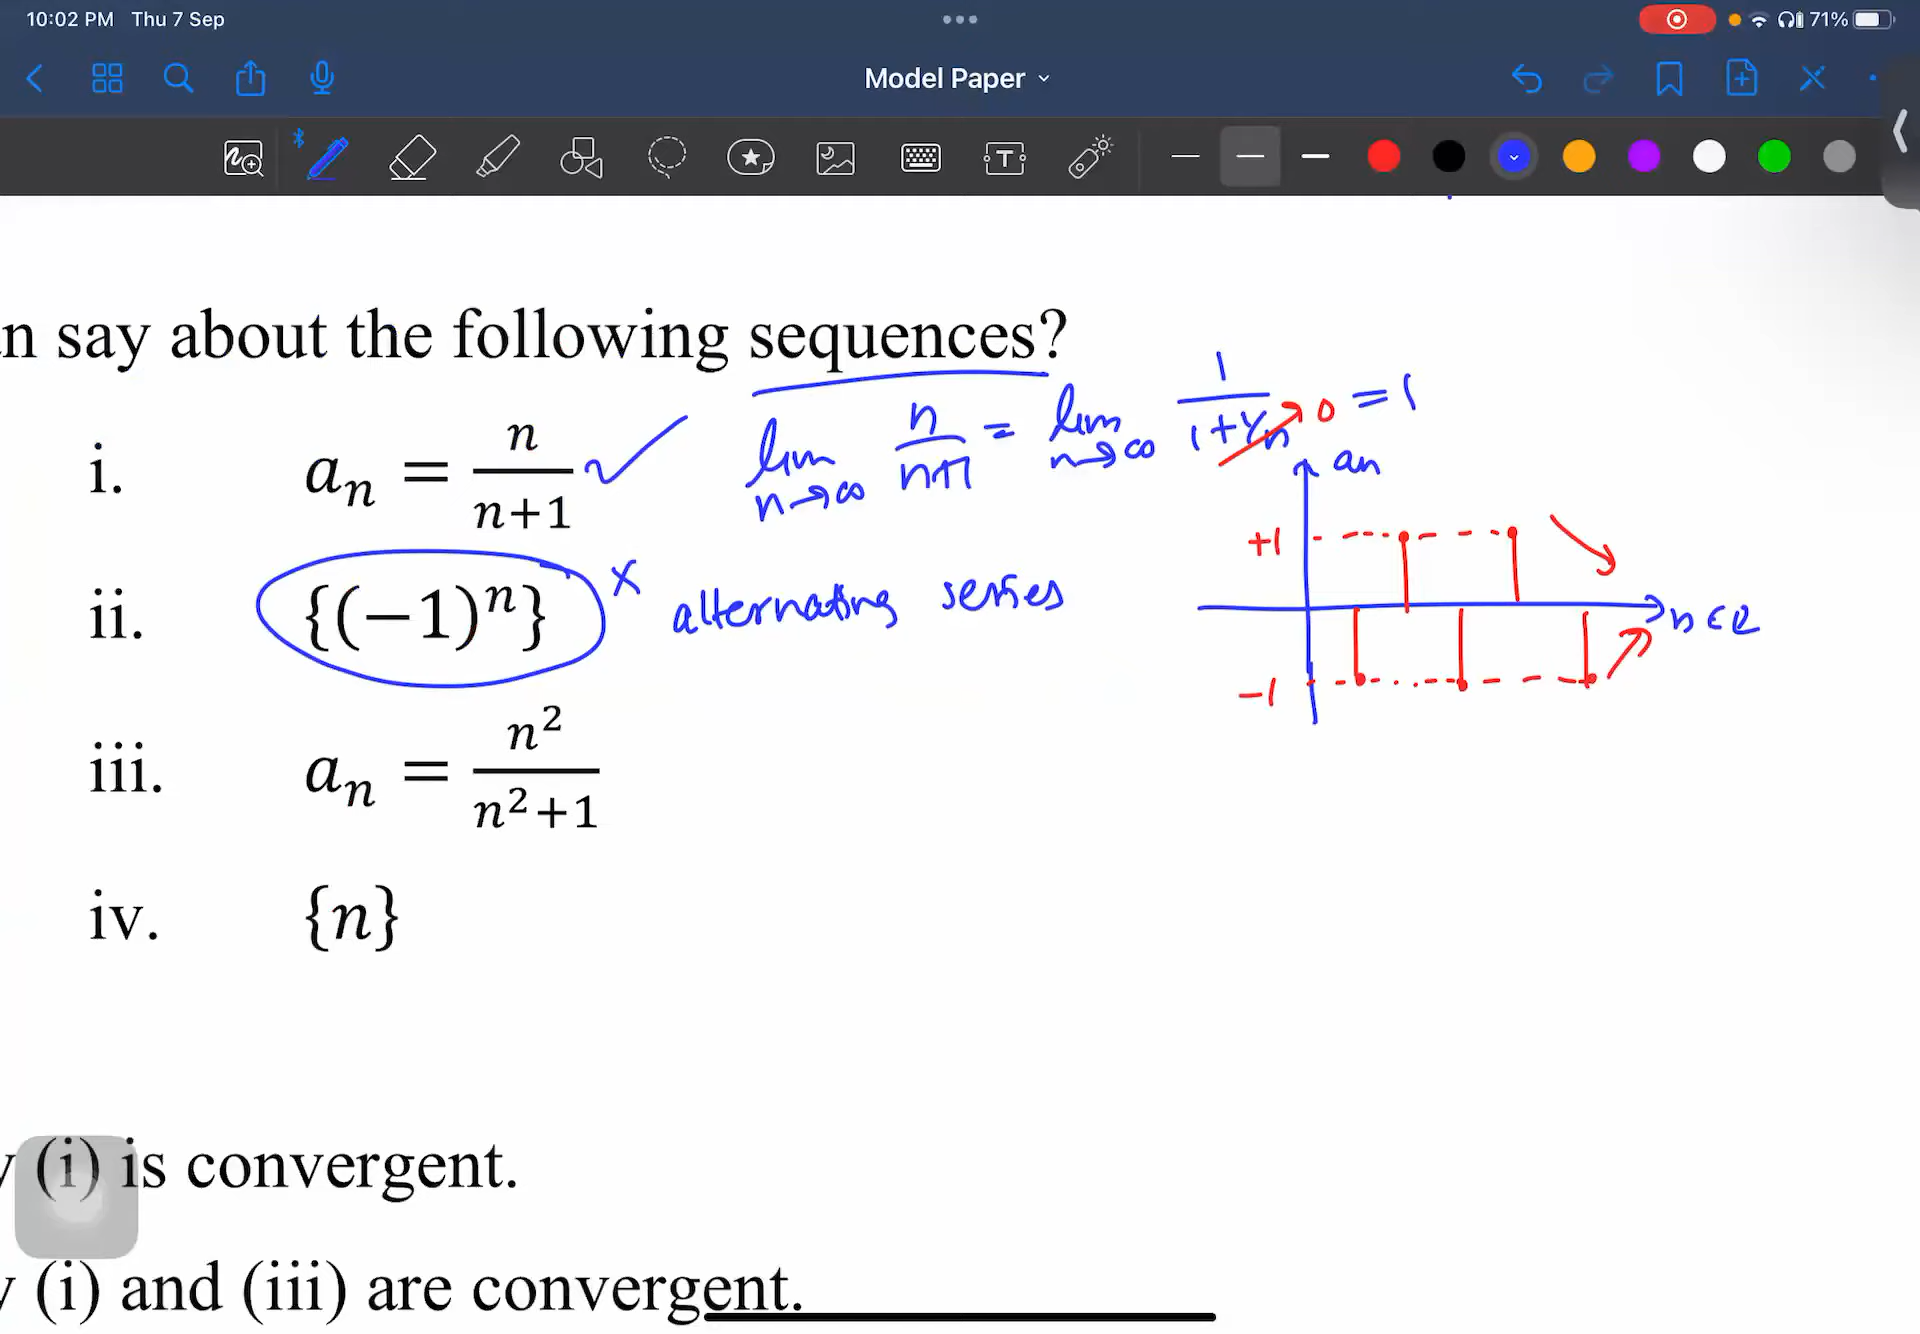 10:02 PM Thu 7 Sep
71%
Model Paper
T
n say about the following sequences?
i. aₙ = n/(n+1)
lim n→∞ n/(n+1) = lim n→∞ 1/(1+1/n) → 0 = 1
ii. {(−1)ⁿ} × alternating series
an
+1
−1
iii. aₙ = n²/(n²+1)
iv. {n}
(i) is convergent.
(i) and (iii) are convergent.